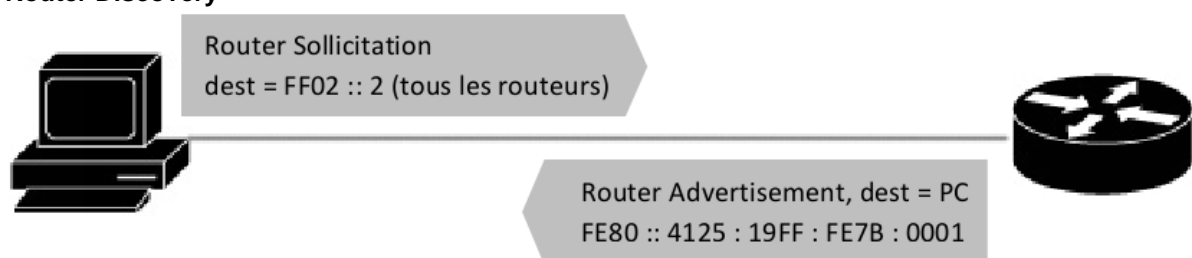 Router Discovery
Router Sollicitation
dest = FF02 :: 2 (tous les routeurs)
Router Advertisement, dest = PC
FE80 :: 4125 : 19FF : FE7B : 0001